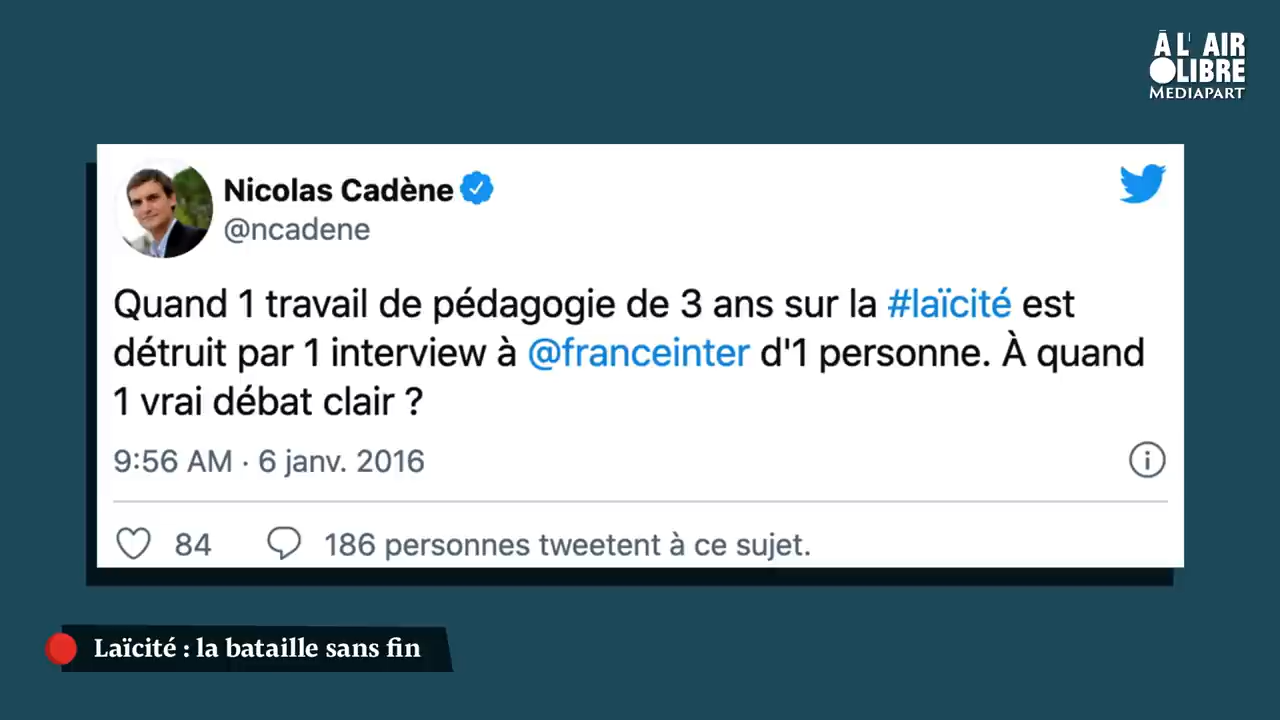 À L' AIR
LIBRE
MEDIAPART
Nicolas Cadène
@ncadene
Quand 1 travail de pédagogie de 3 ans sur la #laïcité est
détruit par 1 interview à @franceinter d'1 personne. À quand
1 vrai débat clair ?
9:56 AM · 6 janv. 2016
84 186 personnes tweetent à ce sujet.
Laïcité : la bataille sans fin